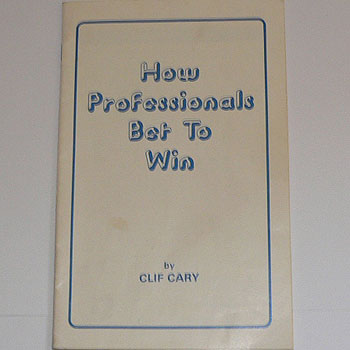 How
Professionals
Bet To
Win
by
CLIF CARY